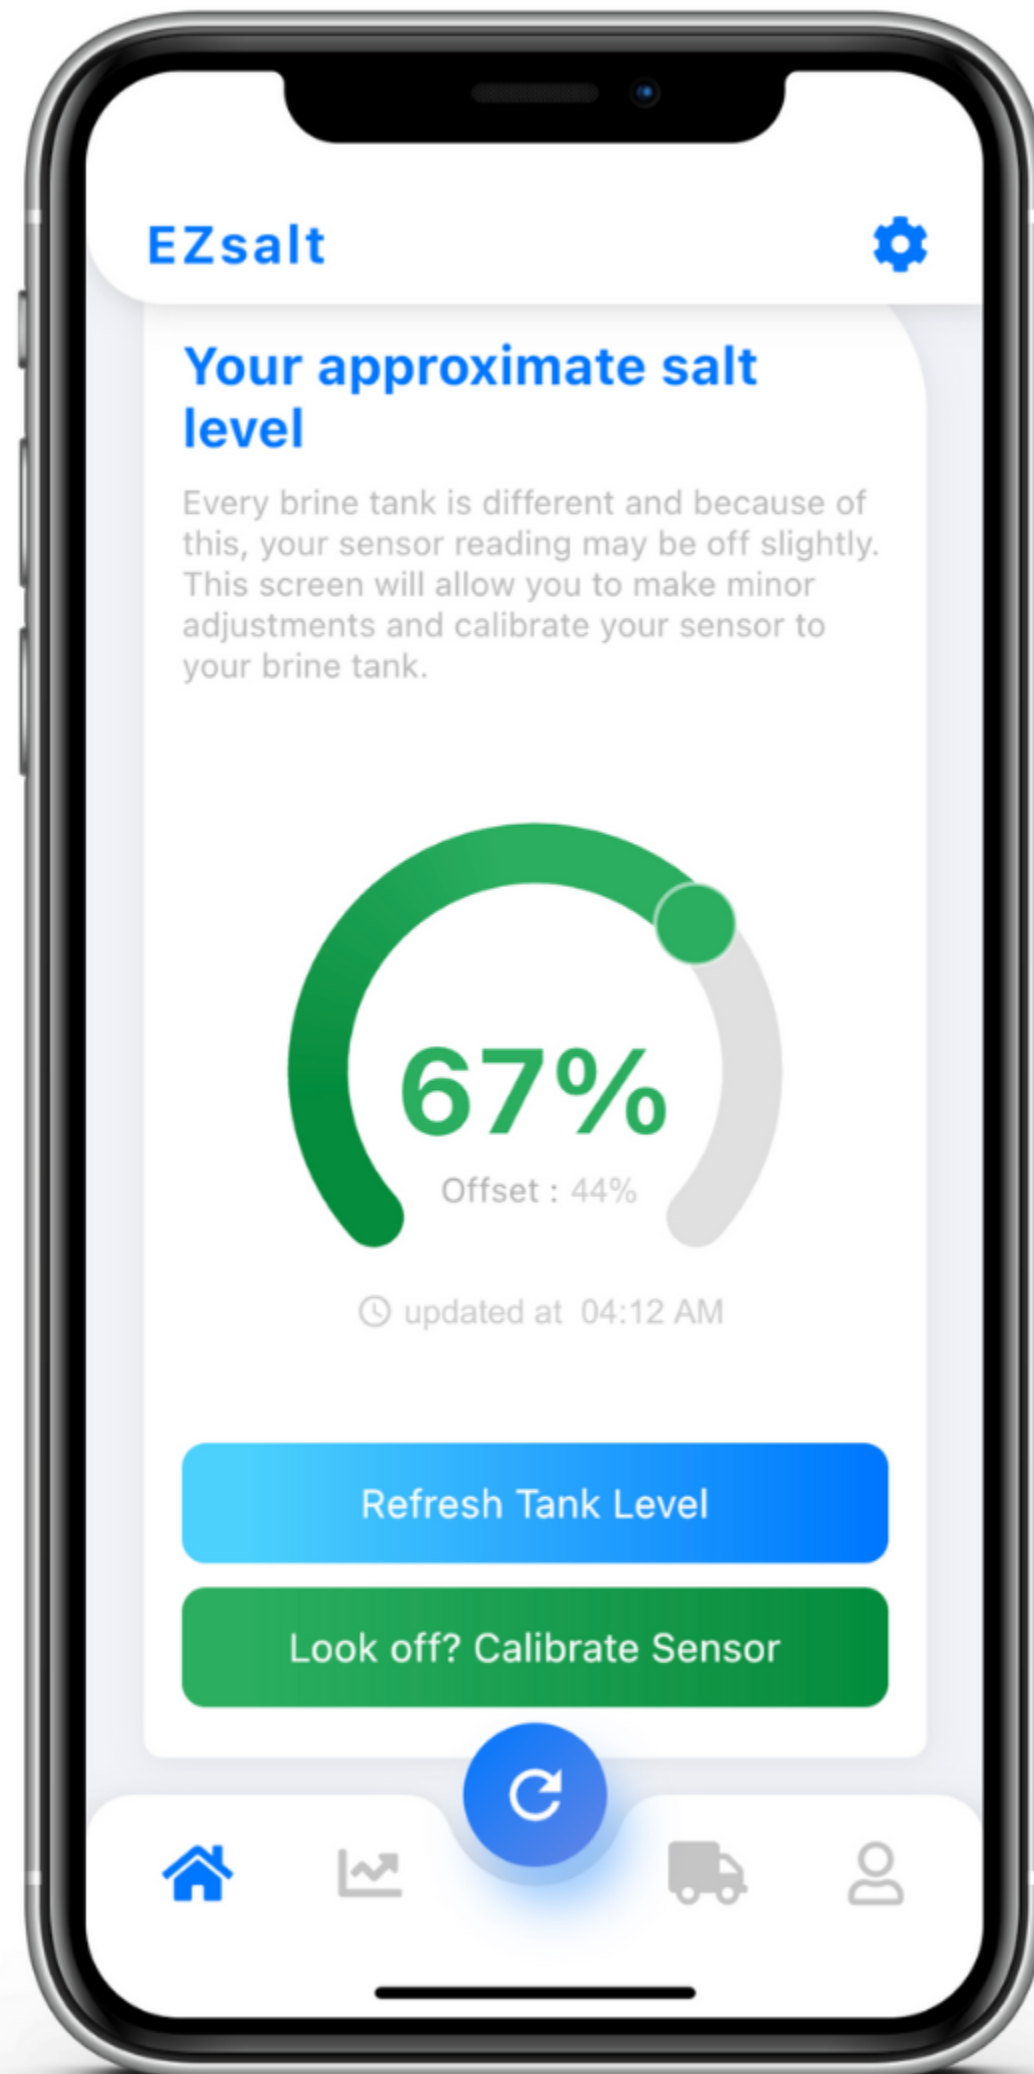 EZsalt
Your approximate salt
level
Every brine tank is different and because of
this, your sensor reading may be off slightly.
This screen will allow you to make minor
adjustments and calibrate your sensor to
your brine tank.
67%
Offset : 44%
updated at 04:12 AM
Refresh Tank Level
Look off? Calibrate Sensor